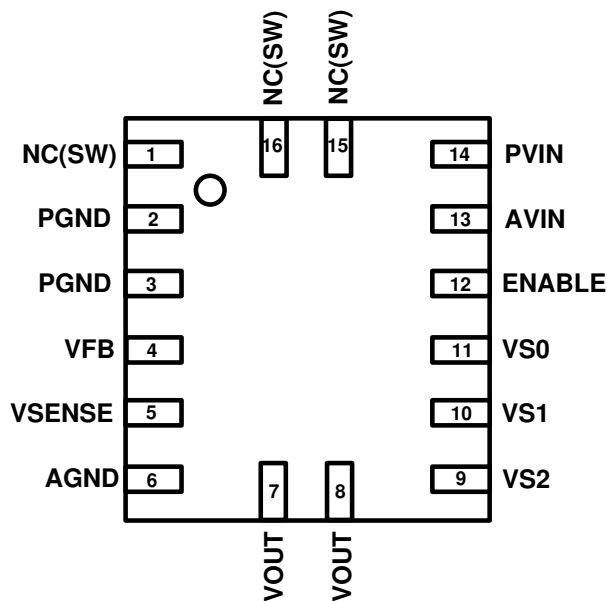 NC(SW)
NC(SW)
16
15
NC(SW)
1
14
PVIN
PGND
2
13
AVIN
PGND
3
12
ENABLE
VFB
4
11
VS0
VSENSE
5
10
VS1
AGND
6
7
8
9
VS2
VOUT
VOUT